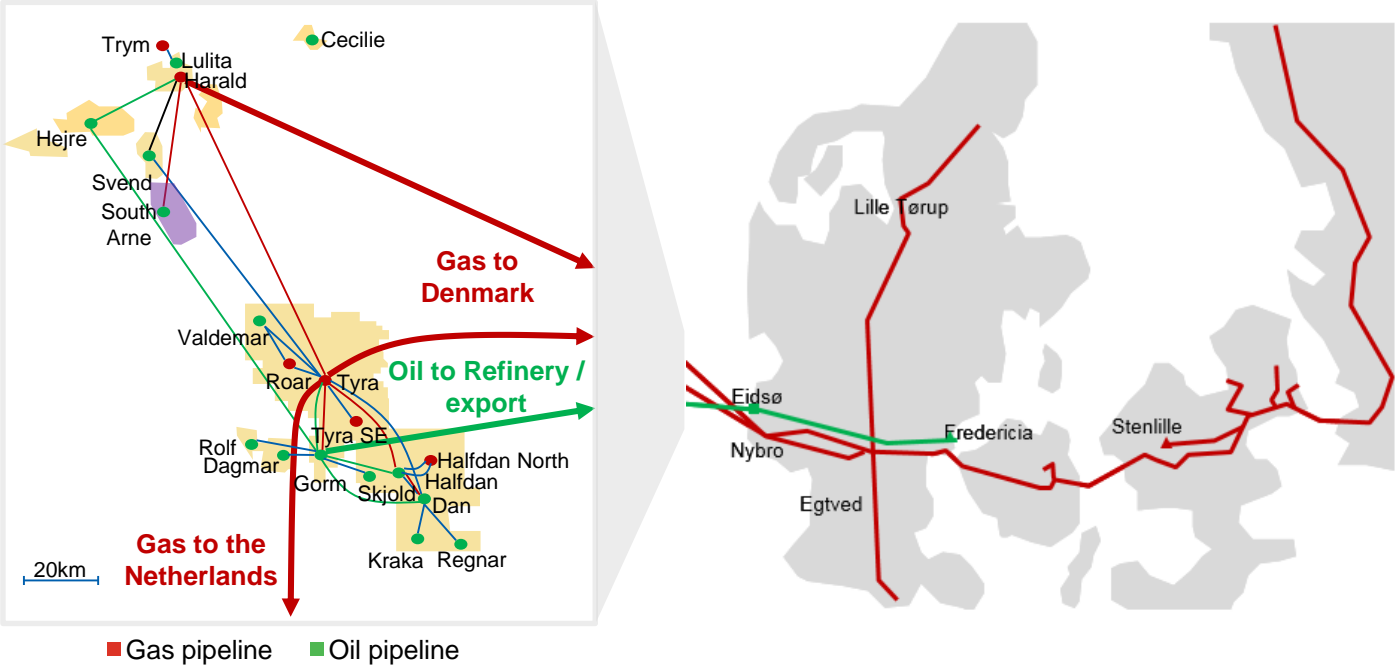 Trym
Cecilie
Lulita
Harald
Hejre
Svend
South
Arne
Gas to
Denmark
Valdemar
Roar
Tyra
Oil to Refinery /
export
Tyra SE
Rolf
Dagmar
Gorm
Skjold
Halfdan North
Halfdan
Dan
Gas to the
Netherlands
Kraka
Regnar
20km
Gas pipeline
Oil pipeline
Lille Tørup
Eidsø
Nybro
Fredericia
Stenlille
Egtved